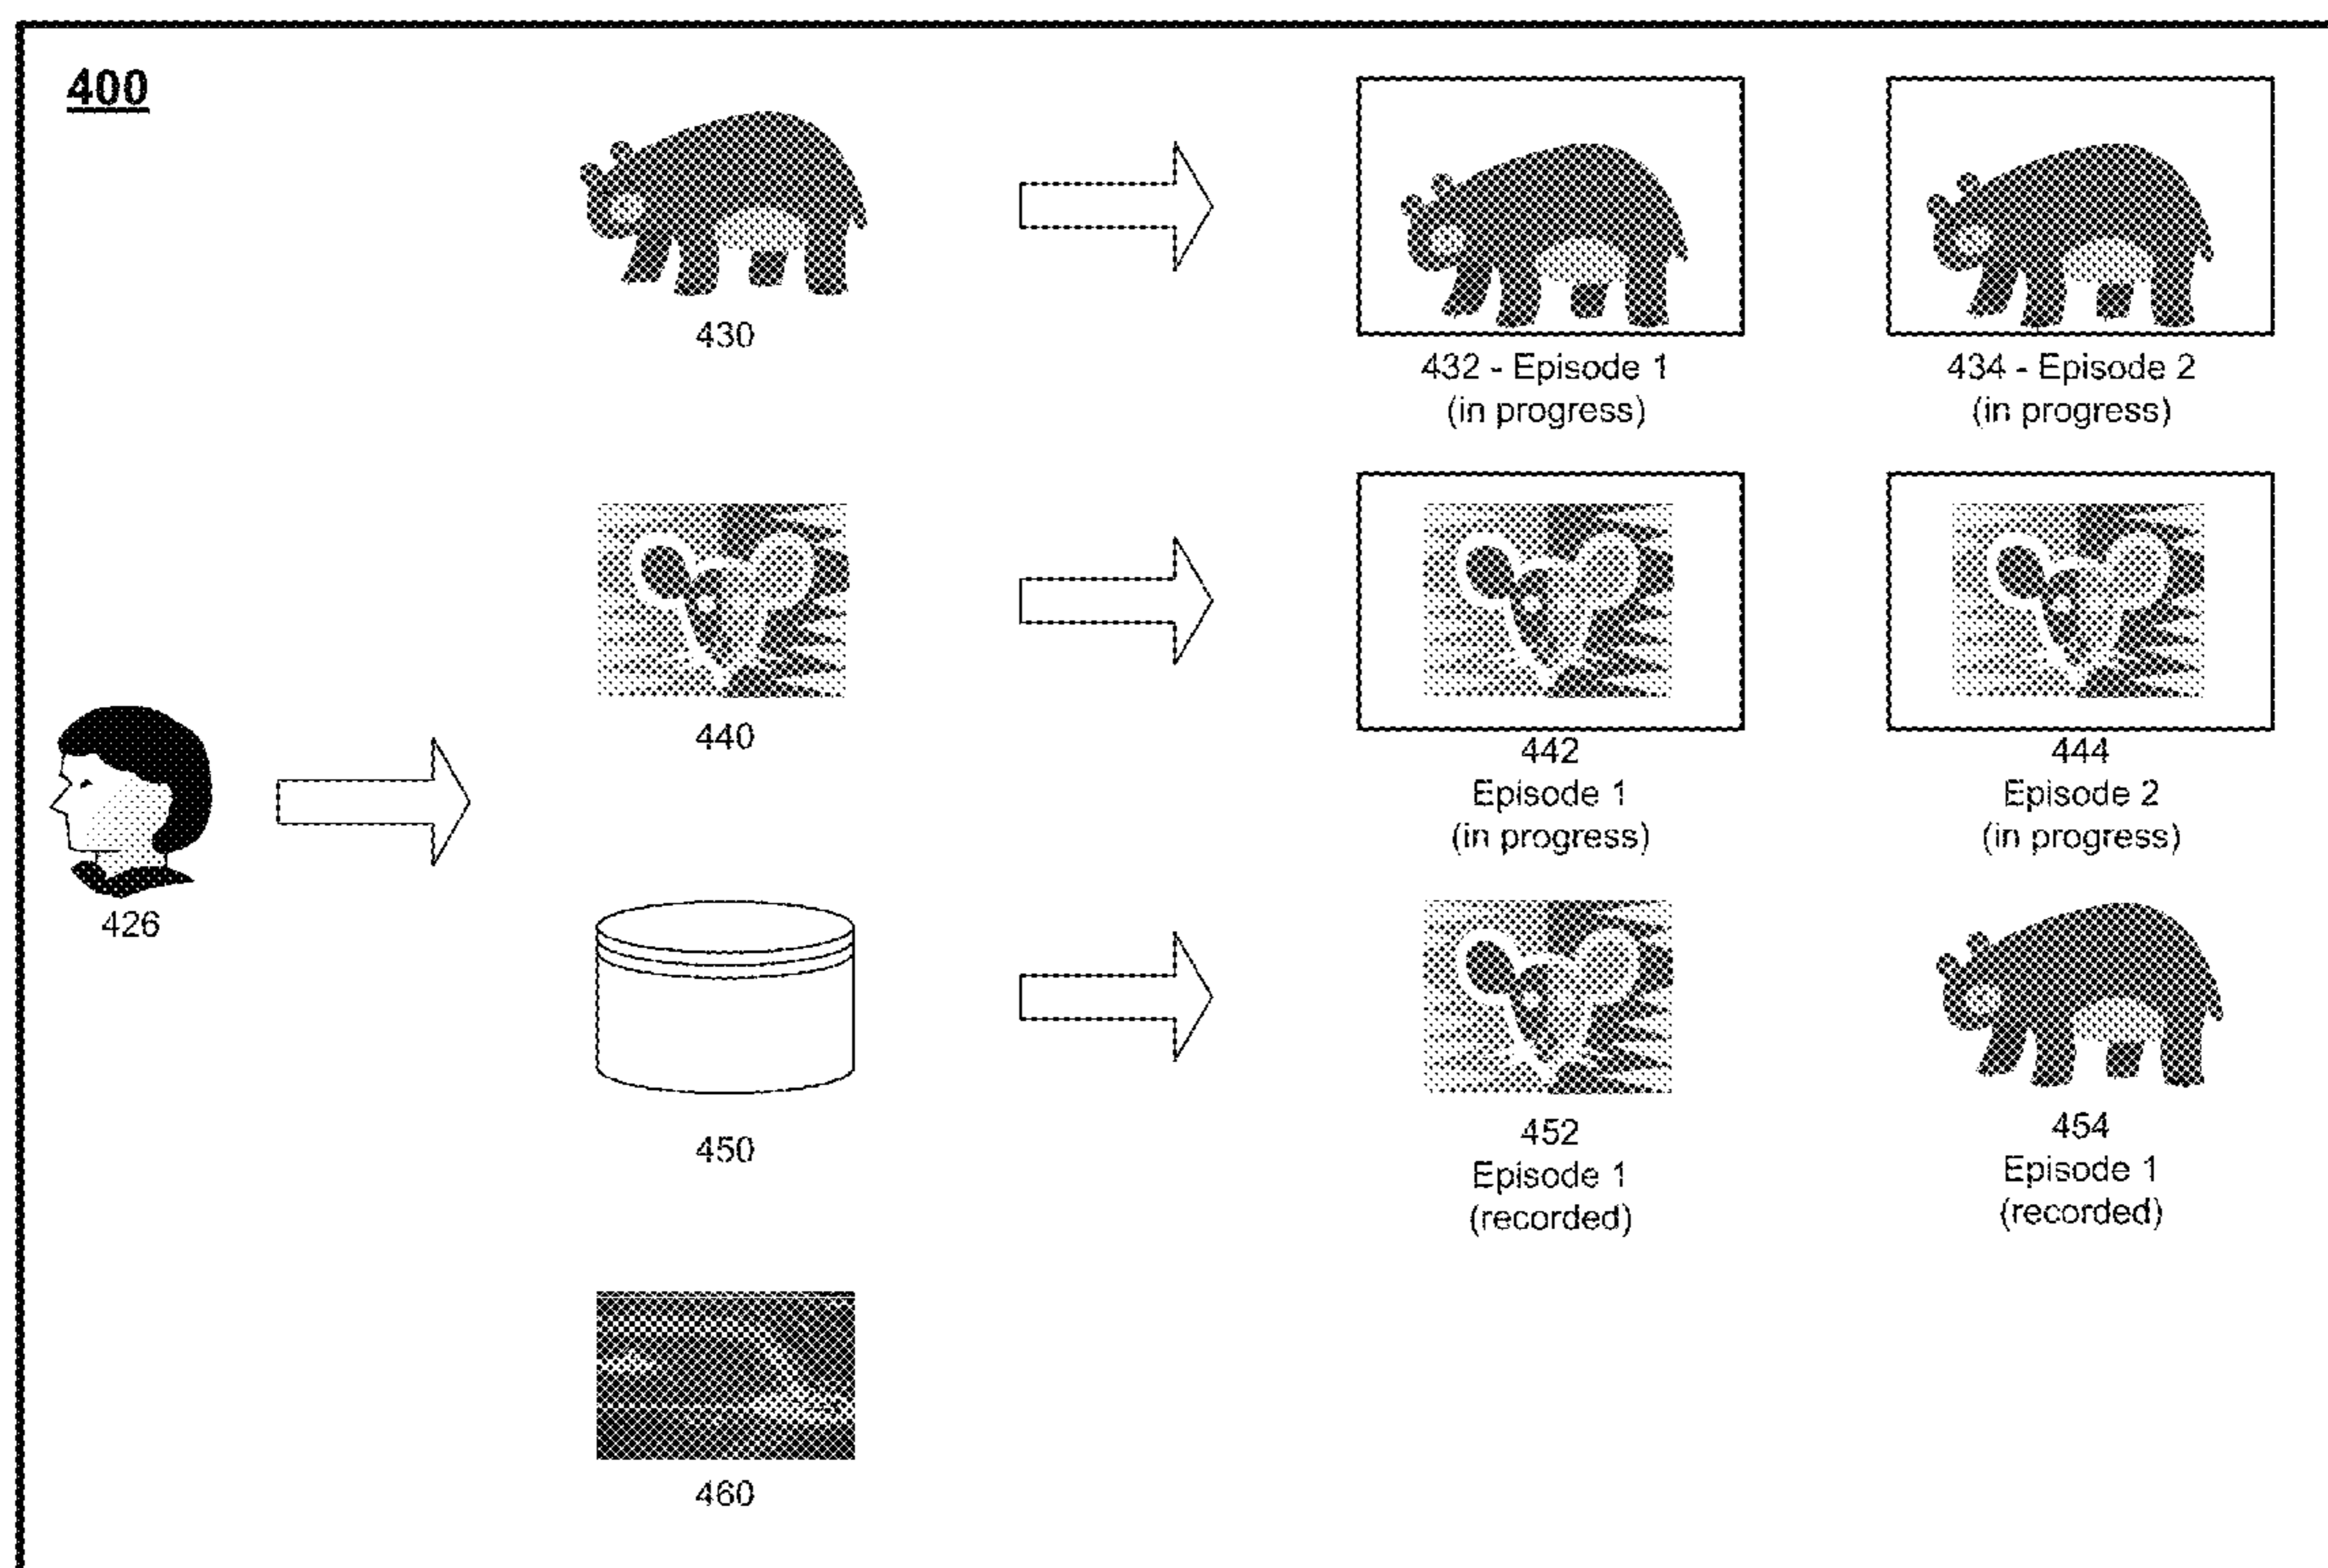 400
430
432 - Episode 1
(in progress)
434 - Episode 2
(in progress)
440
442
Episode 1
(in progress)
444
Episode 2
(in progress)
426
450
452
Episode 1
(recorded)
454
Episode 1
(recorded)
460